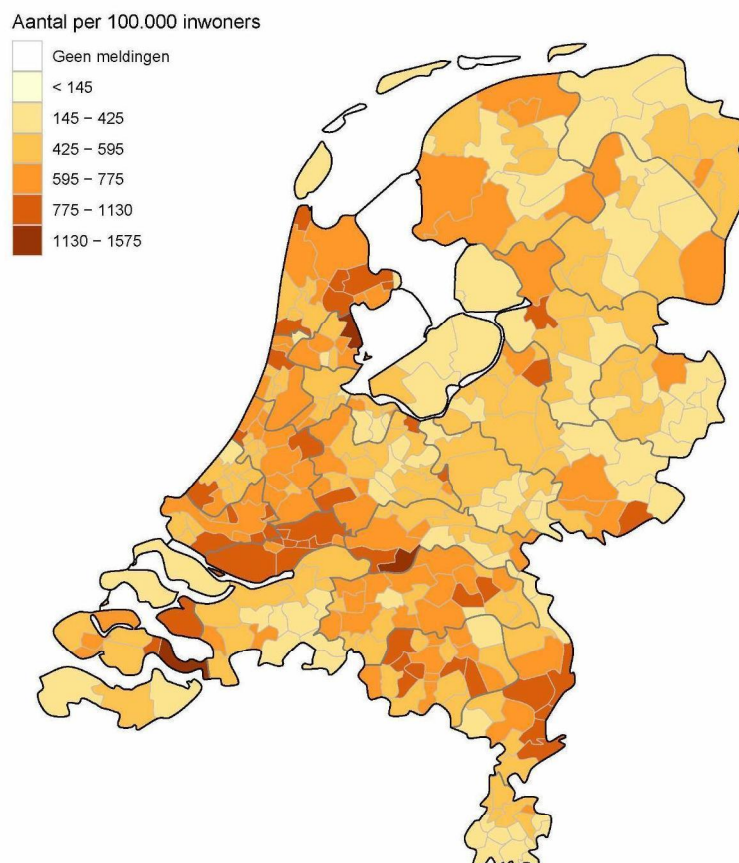 Aantal per 100.000 inwoners
Geen meldingen
< 145
145 – 425
425 – 595
595 – 775
775 – 1130
1130 – 1575